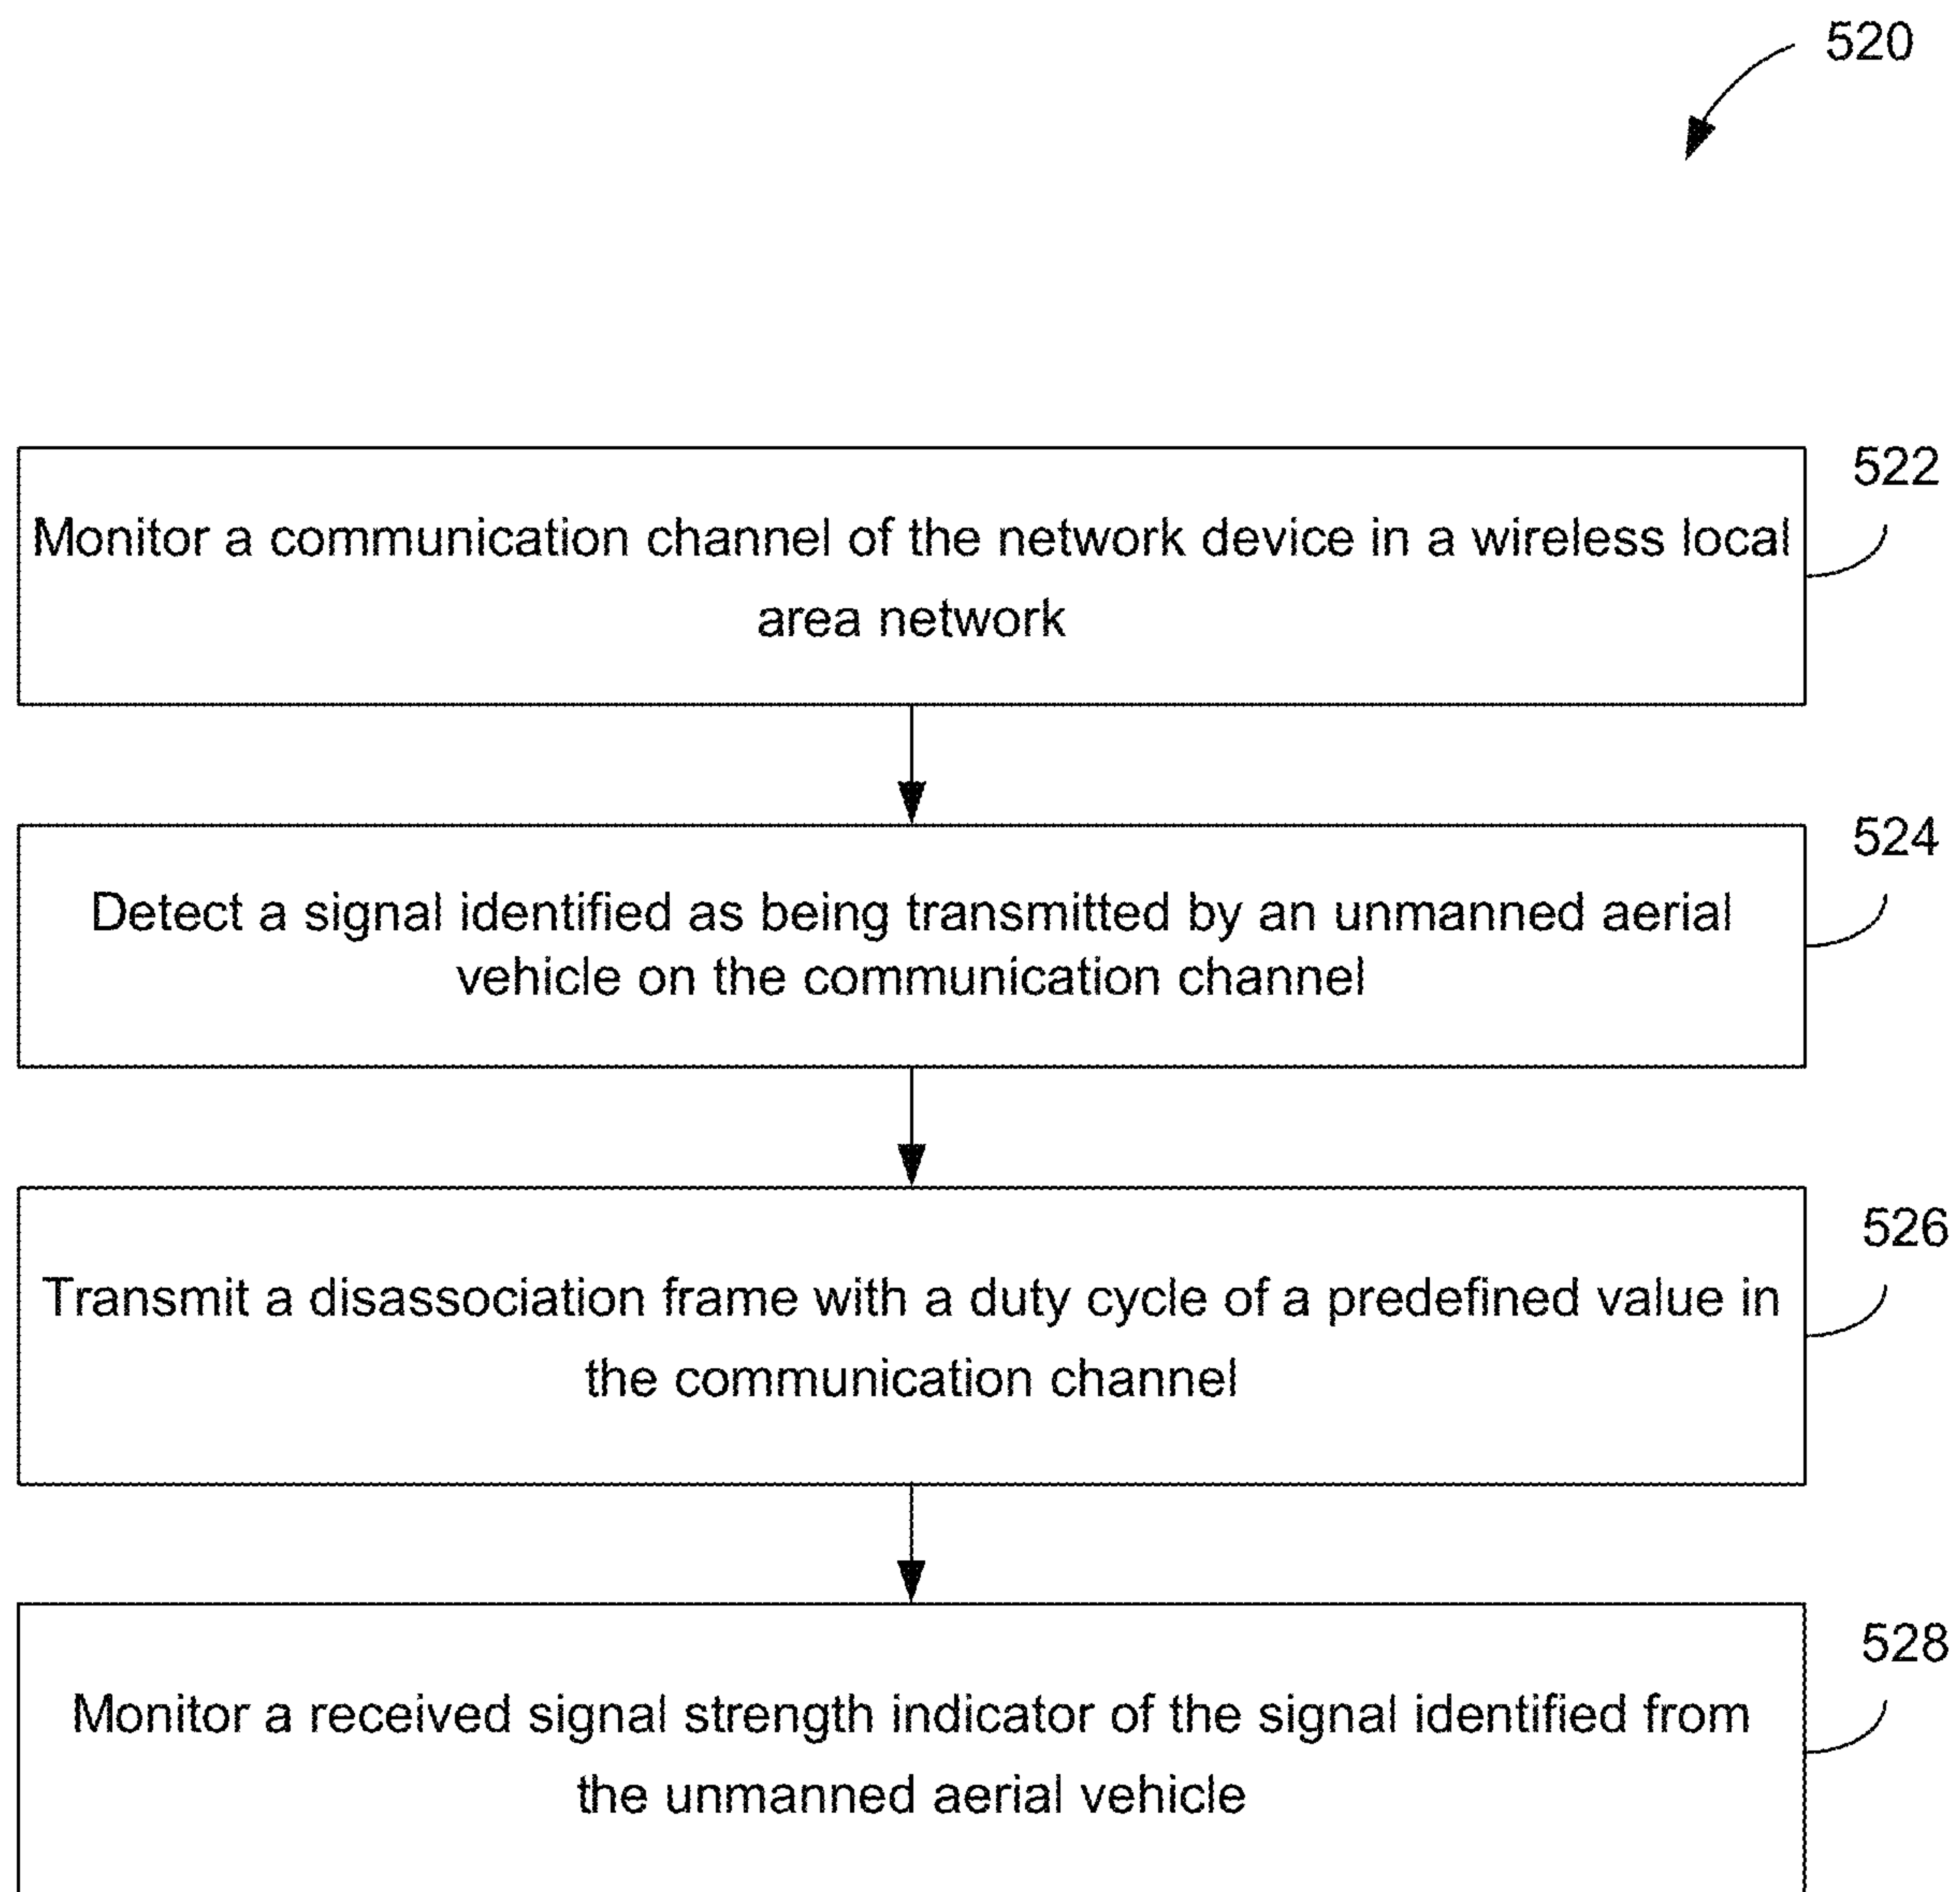 520
522
Monitor a communication channel of the network device in a wireless local
area network
524
Detect a signal identified as being transmitted by an unmanned aerial
vehicle on the communication channel
526
Transmit a disassociation frame with a duty cycle of a predefined value in
the communication channel
528
Monitor a received signal strength indicator of the signal identified from
the unmanned aerial vehicle